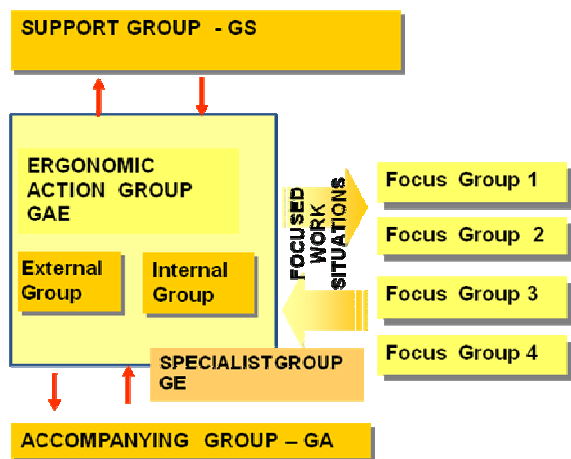 SUPPORT GROUP - GS
ERGONOMIC
ACTION GROUP
GAE
External
Group
Internal
Group
FOCUSED
WORK
SITUATIONS
Focus Group 1
Focus Group 2
Focus Group 3
Focus Group 4
SPECIALISTGROUP
GE
ACCOMPANYING GROUP – GA